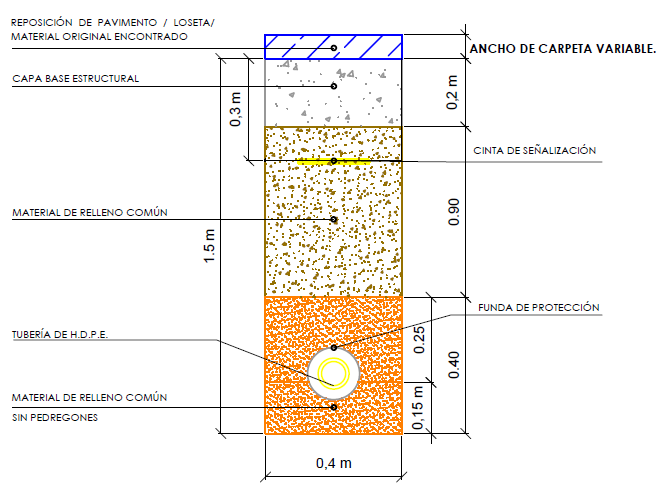 REPOSICIÓN DE PAVIMENTO / LOSETA/
MATERIAL ORIGINAL ENCONTRADO
ANCHO DE CARPETA VARIABLE.
CAPA BASE ESTRUCTURAL
0,3 m
0,2 m
CINTA DE SEÑALIZACIÓN
MATERIAL DE RELLENO COMÚN
0.90
1.5 m
FUNDA DE PROTECCIÓN
TUBERÍA DE H.D.P.E.
0.25
0.40
MATERIAL DE RELLENO COMÚN
SIN PEDREGONES
0,15 m
0,4 m